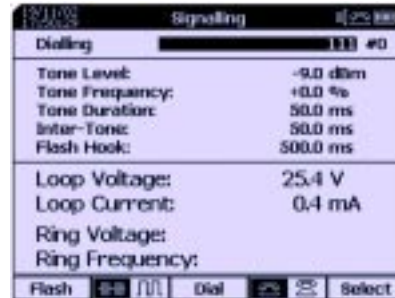 Signalling
Dialling 111 #0
Tone Level: -9.0 dBm
Tone Frequency: +0.0 %
Tone Duration: 50.0 ms
Inter-Tone: 50.0 ms
Flash Hook: 500.0 ms
Loop Voltage: 25.4 V
Loop Current: 0.4 mA
Ring Voltage:
Ring Frequency:
Flash Dial Select